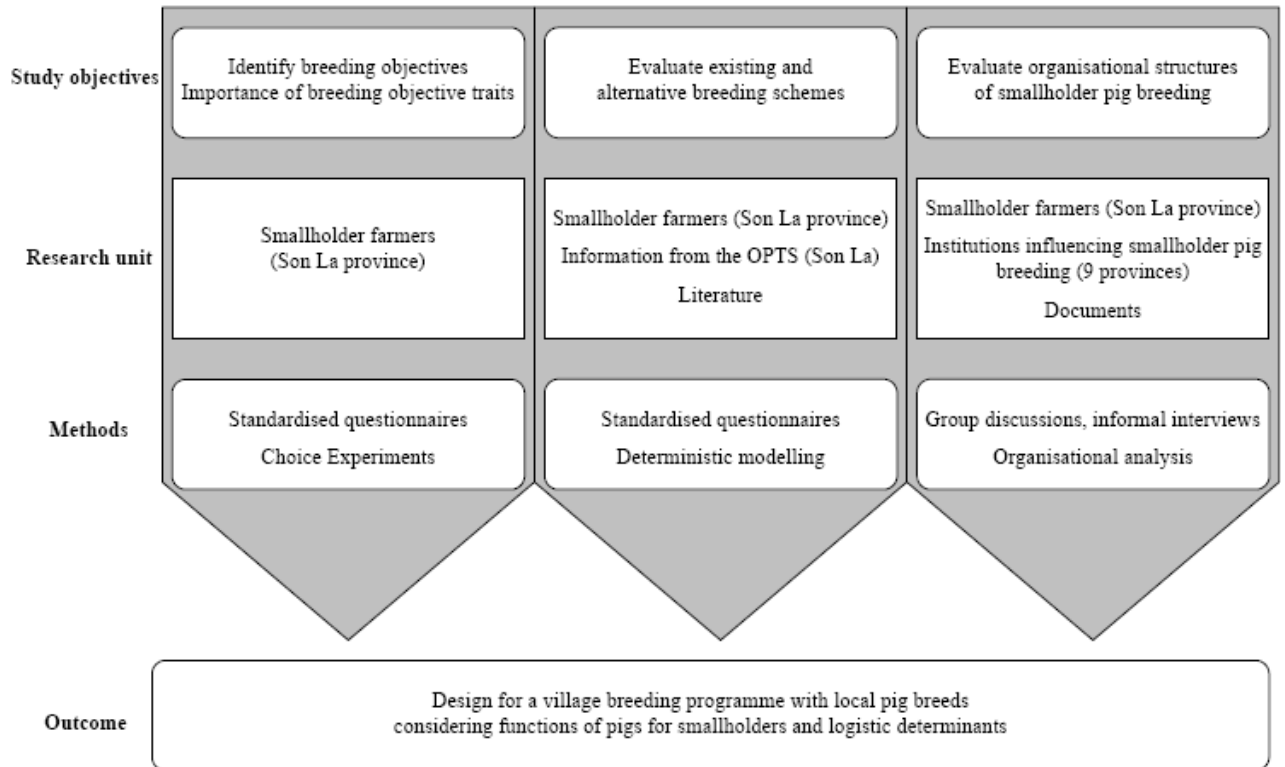 Study objectives
Identify breeding objectives
Importance of breeding objective traits
Evaluate existing and
alternative breeding schemes
Evaluate organisational structures
of smallholder pig breeding
Research unit
Smallholder farmers
(Son La province)
Smallholder farmers (Son La province)
Information from the OPTS (Son La)
Literature
Smallholder farmers (Son La province)
Institutions influencing smallholder pig
breeding (9 provinces)
Documents
Methods
Standardised questionnaires
Choice Experiments
Standardised questionnaires
Deterministic modelling
Group discussions, informal interviews
Organisational analysis
Outcome
Design for a village breeding programme with local pig breeds
considering functions of pigs for smallholders and logistic determinants